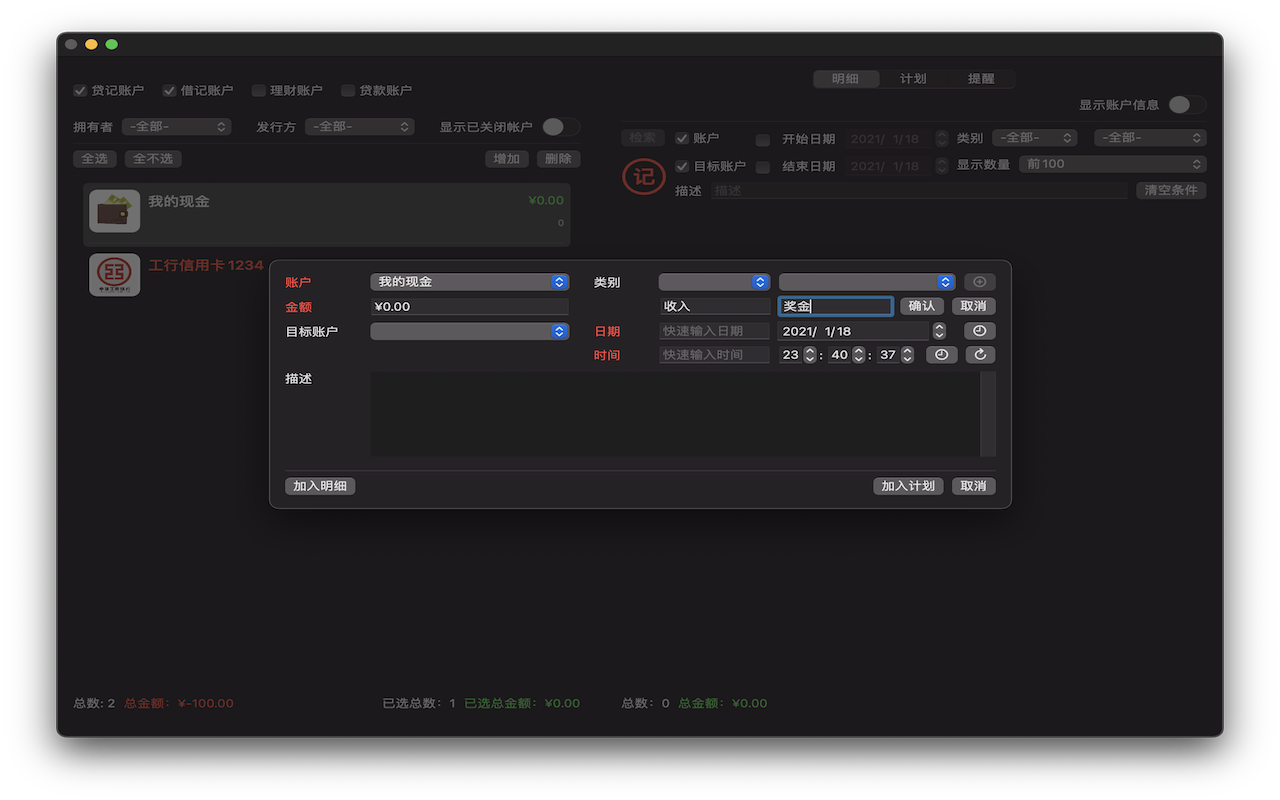 明细 计划 提醒
贷记账户 借记账户 理财账户 贷款账户
显示账户信息
拥有者 -全部- 发行方 -全部- 显示已关闭帐户
检索 账户 开始日期 2021/ 1/18 类别 -全部- -全部-
全选 全不选 增加 删除
目标账户 结束日期 2021/ 1/18 显示数量 前100
记
描述 描述 清空条件
我的现金 ¥0.00
0
工行信用卡1234
账户 我的现金 类别
金额 ¥0.00 收入 奖金 确认 取消
目标账户 日期 快速输入日期 2021/ 1/18
时间 快速输入时间 23 : 40 : 37
描述
加入明细 加入计划 取消
总数: 2 总金额: ¥-100.00 已选总数: 1 已选总金额: ¥0.00 总数: 0 总金额: ¥0.00